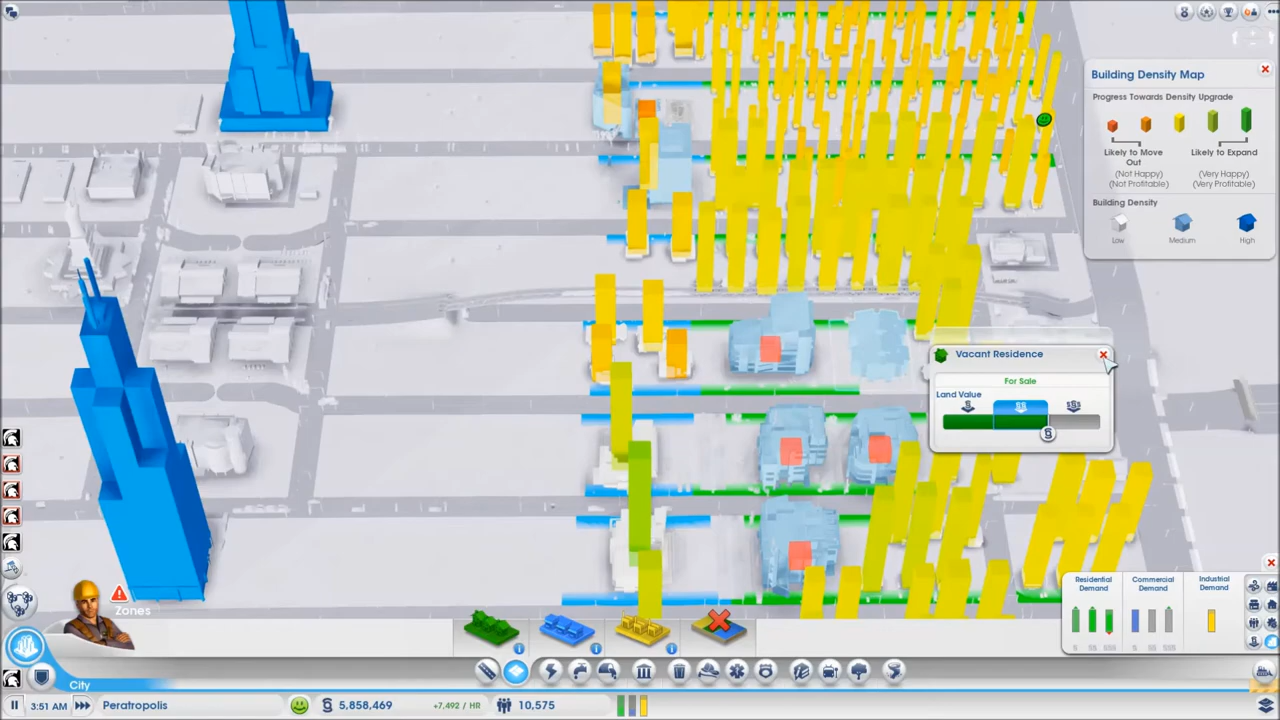 Building Density Map
Progress Towards Density Upgrade
Likely to Move Out
Likely to Expand
(Not Happy)
(Not Profitable)
(Very Happy)
(Very Profitable)
Building Density
Low
Medium
High
Vacant Residence
For Sale
Land Value
Residential Demand
Commercial Demand
Industrial Demand
Zones
City
3:51 AM
Peratropolis
5,858,469
+7,492 / HR
10,575